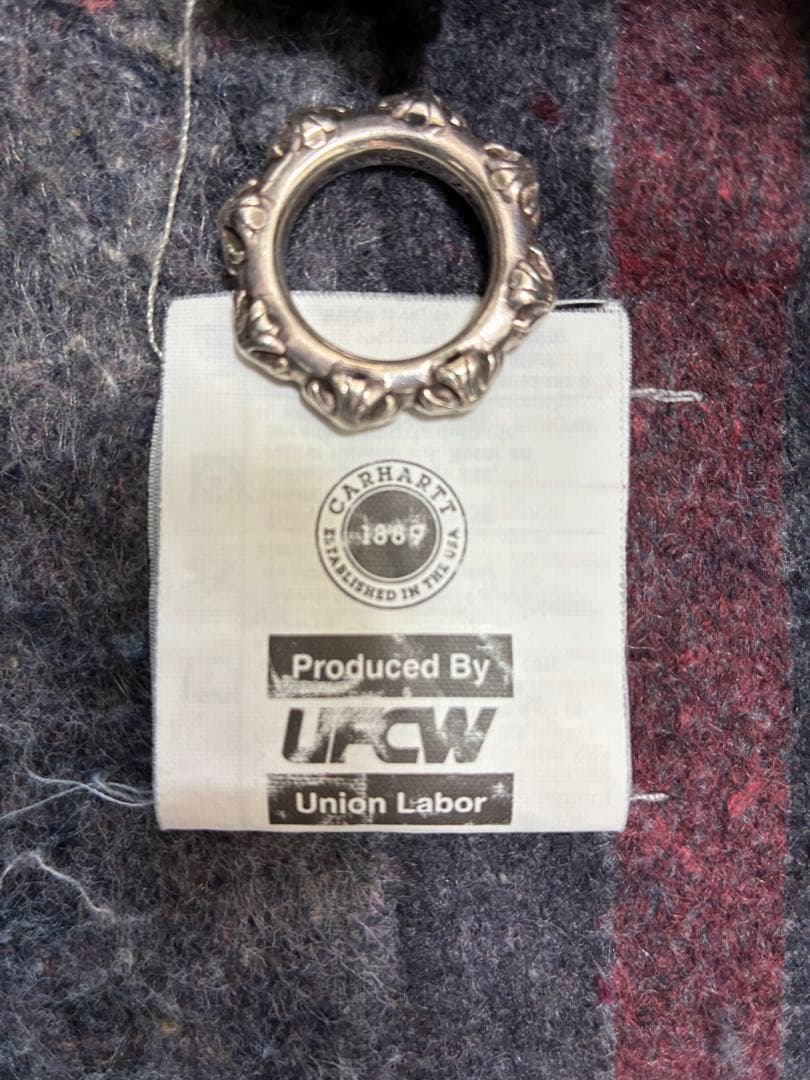 CARHARTT
1889
ESTABLISHED IN THE USA
Produced By
UFCW
Union Labor